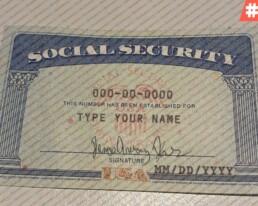 #
SOCIAL SECURITY
000-00-0000
THIS NUMBER HAS BEEN ESTABLISHED FOR
TYPE YOUR NAME
SIGNATURE
MM/DD/YYYY